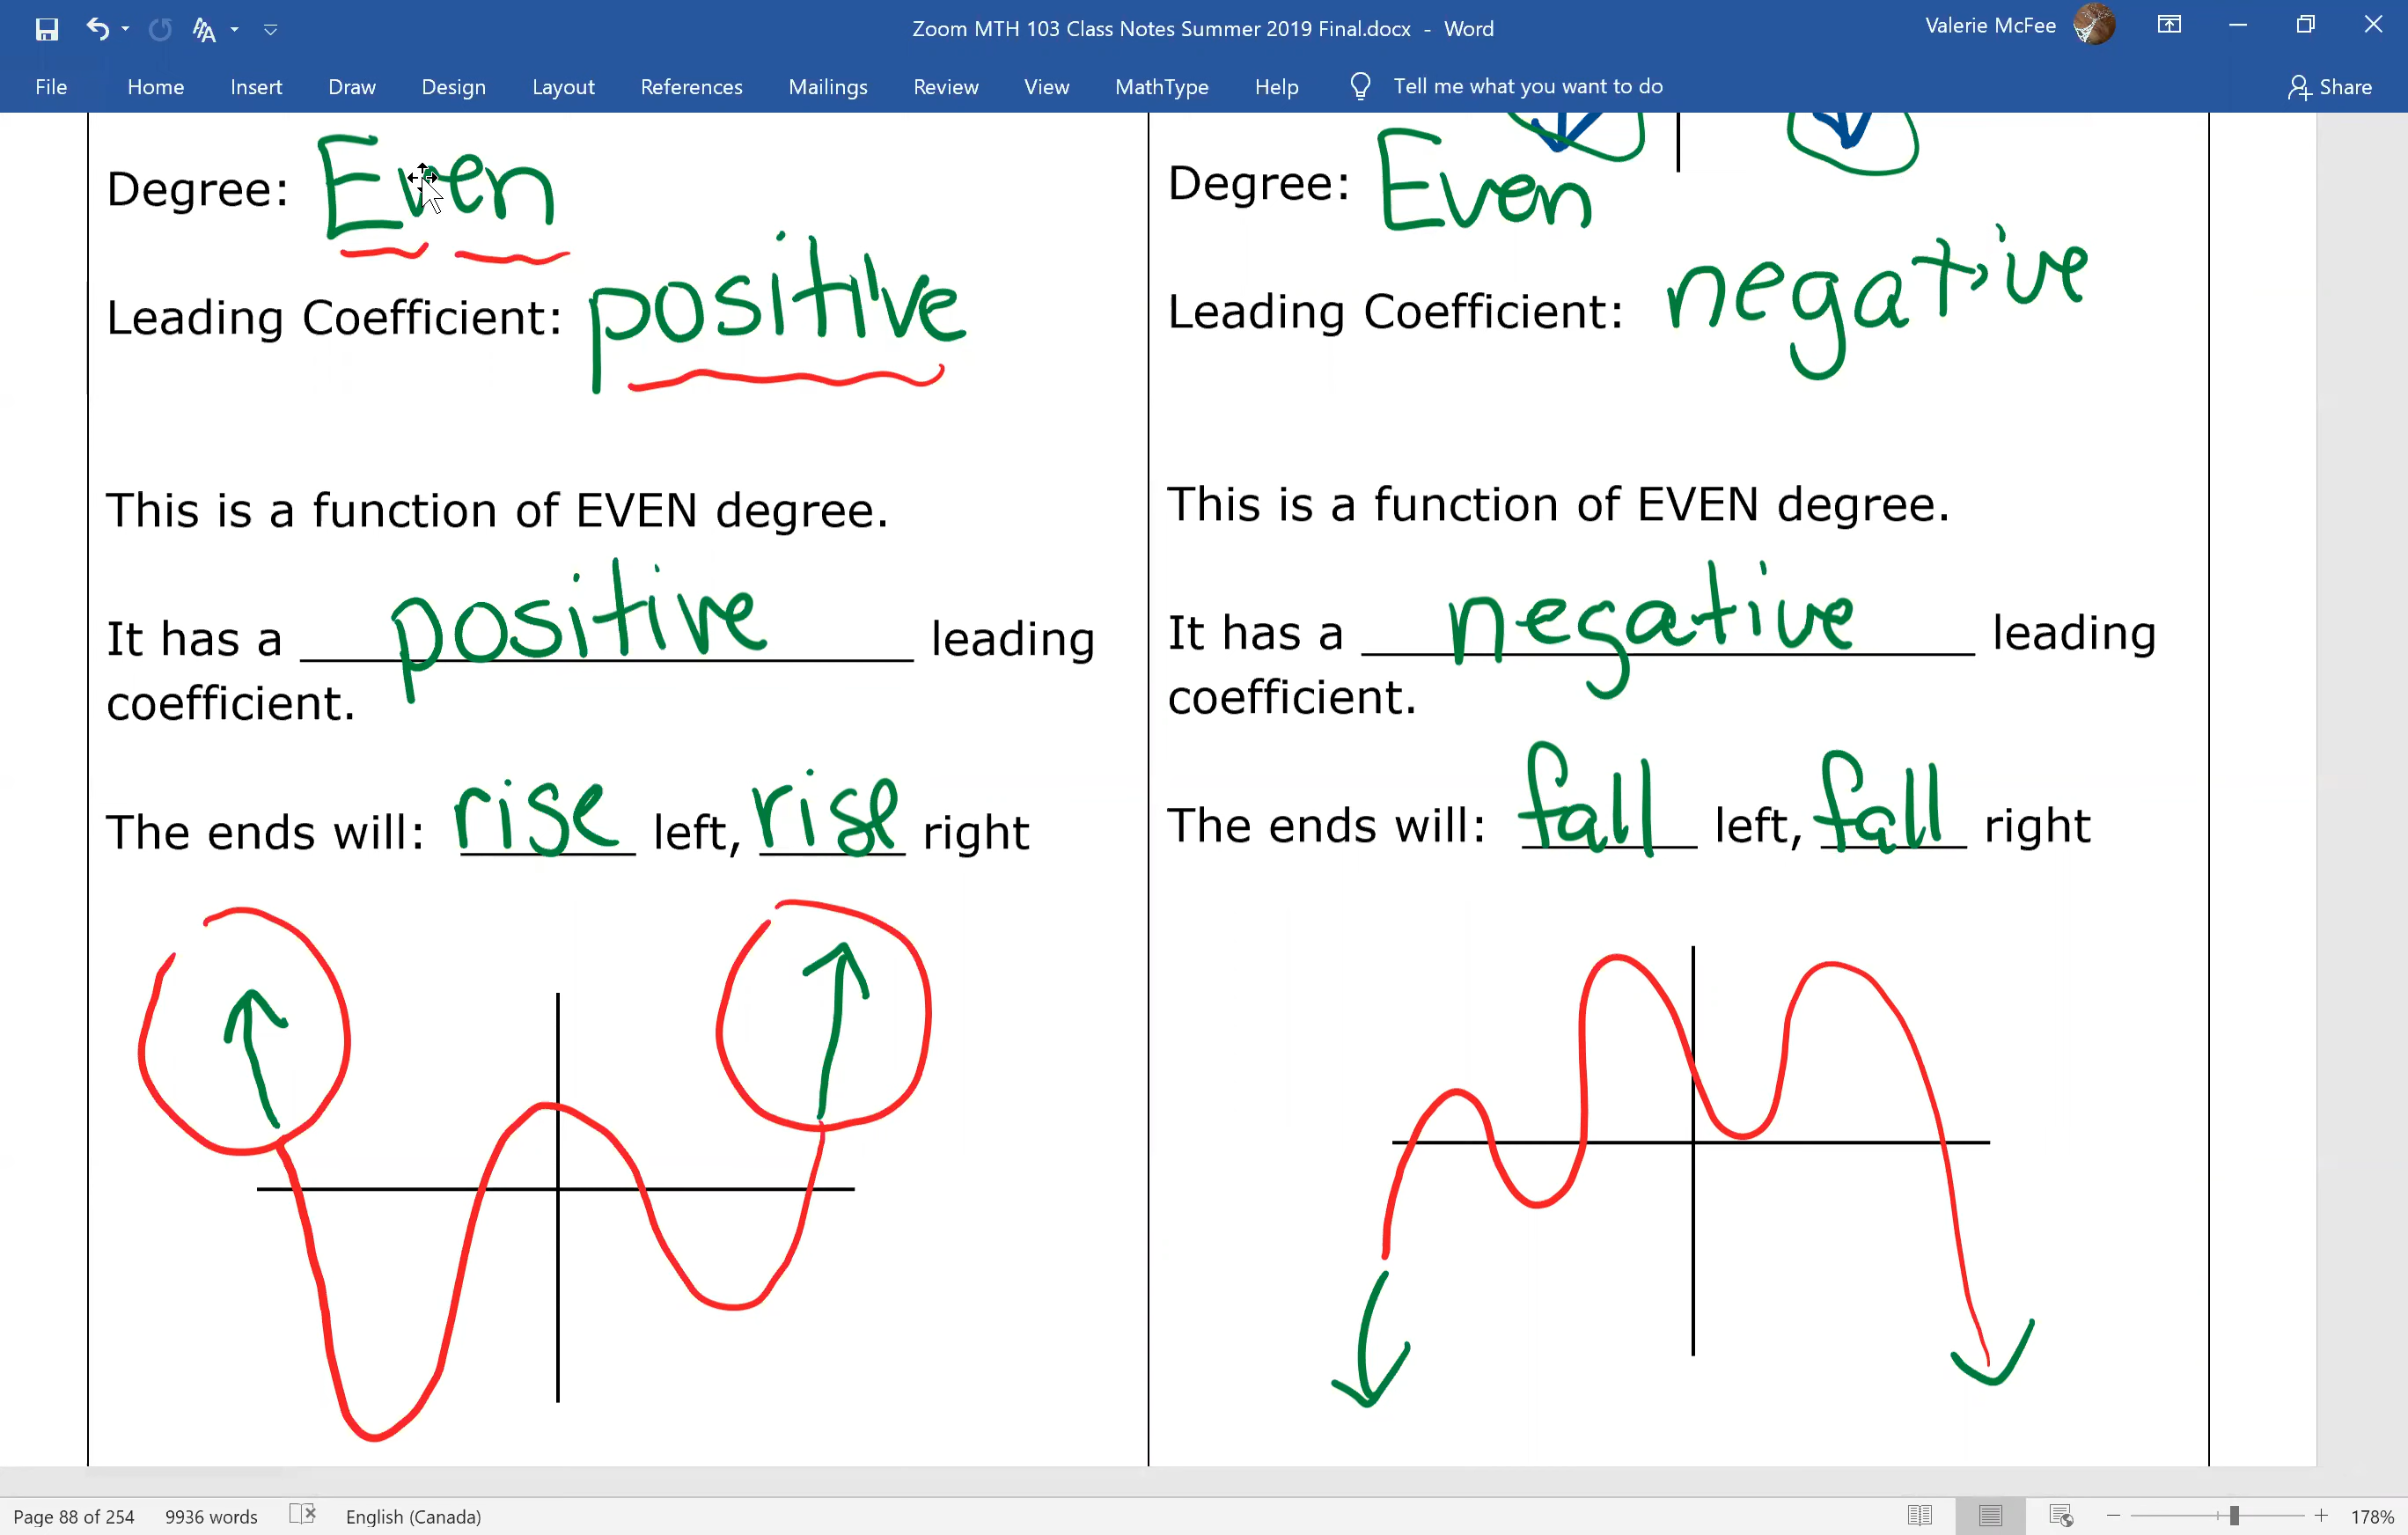 Zoom MTH 103 Class Notes Summer 2019 Final.docx - Word
Valerie McFee
File Home Insert Draw Design Layout References Mailings Review View MathType Help Tell me what you want to do Share
Degree: Even
Leading Coefficient: positive
This is a function of EVEN degree.
It has a positive leading
coefficient.
The ends will: rise left, rise right
Degree: Even
Leading Coefficient: negative
This is a function of EVEN degree.
It has a negative leading
coefficient.
The ends will: fall left, fall right
Page 88 of 254 9936 words English (Canada) 178%